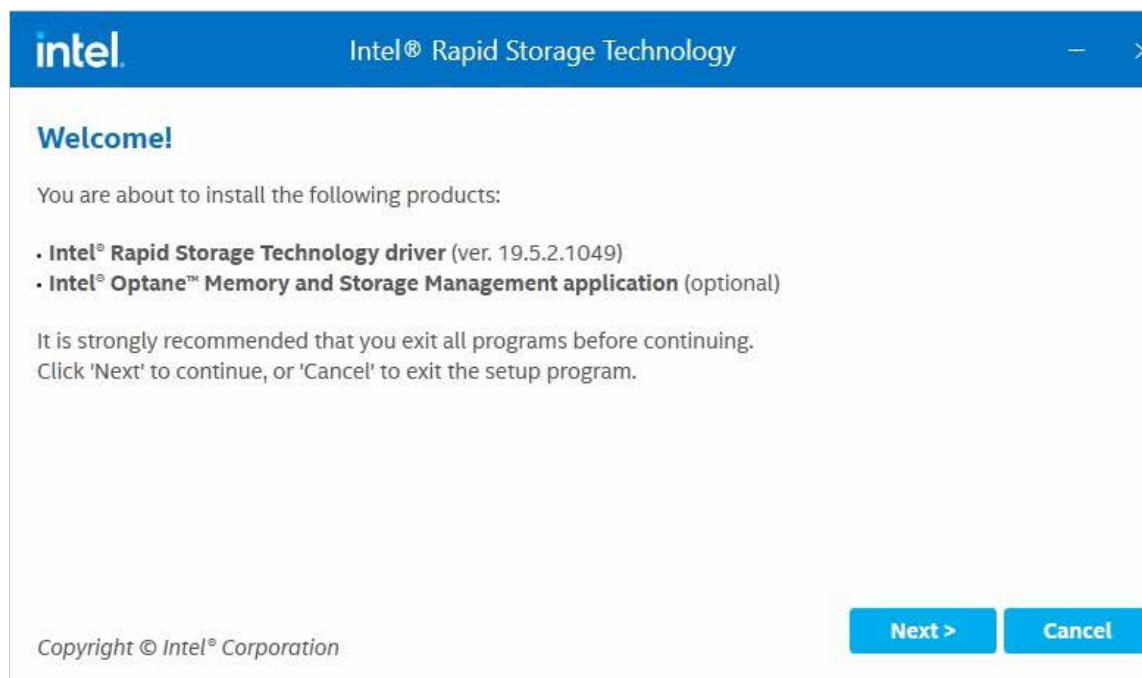 intel.
Intel® Rapid Storage Technology
Welcome!
You are about to install the following products:
• Intel® Rapid Storage Technology driver (ver. 19.5.2.1049)
• Intel® Optane™ Memory and Storage Management application (optional)
It is strongly recommended that you exit all programs before continuing.
Click 'Next' to continue, or 'Cancel' to exit the setup program.
Next >
Cancel
Copyright © Intel® Corporation